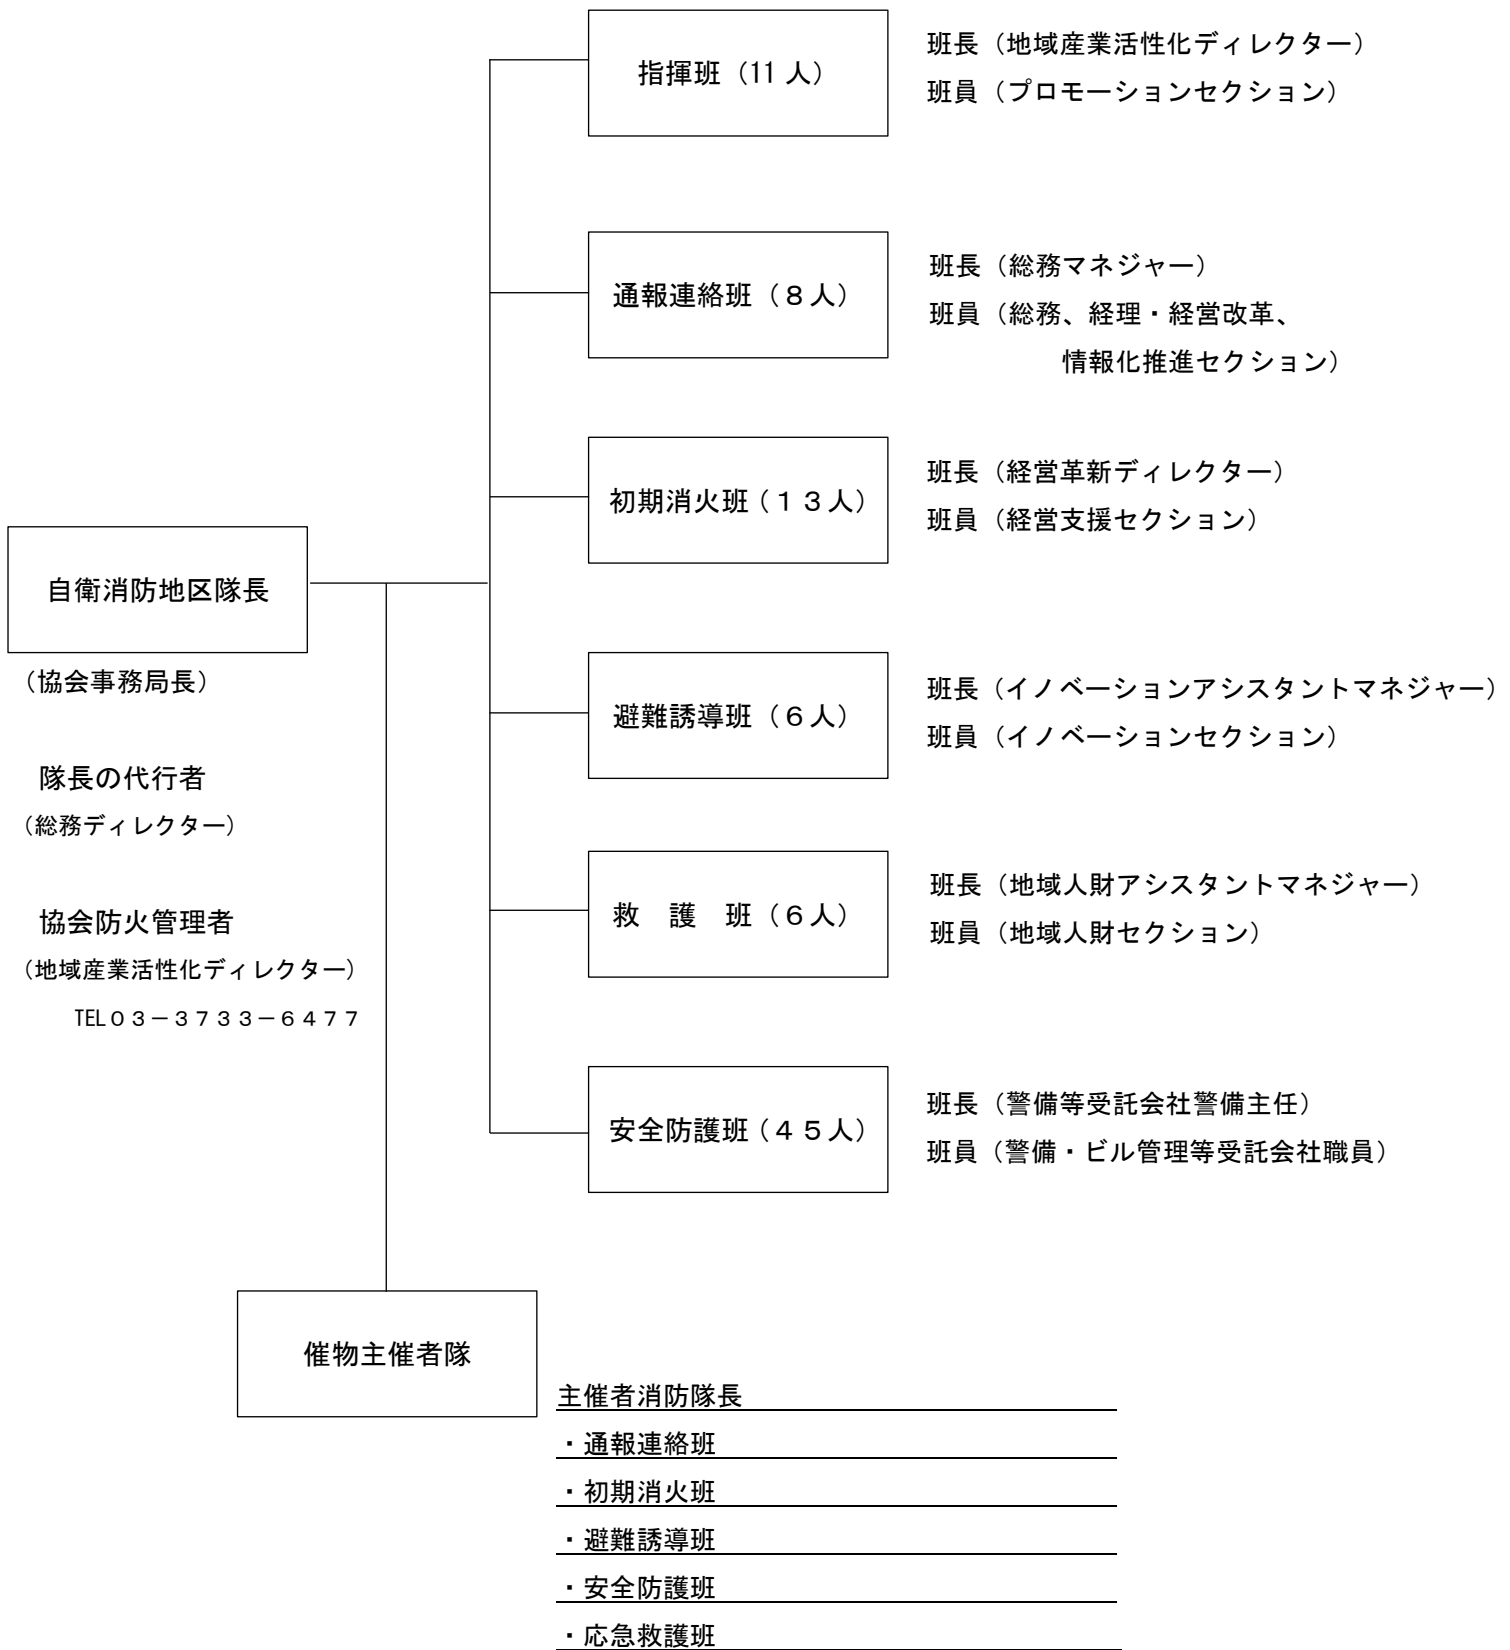 指揮班（11人）
班長（地域産業活性化ディレクター）
班員（プロモーションセクション）
通報連絡班（８人）
班長（総務マネジャー）
班員（総務、経理・経営改革、
情報化推進セクション）
初期消火班（１３人）
班長（経営革新ディレクター）
班員（経営支援セクション）
自衛消防地区隊長
（協会事務局長）
隊長の代行者
（総務ディレクター）
協会防火管理者
（地域産業活性化ディレクター）
TEL０３－３７３３－６４７７
避難誘導班（６人）
班長（イノベーションアシスタントマネジャー）
班員（イノベーションセクション）
救　護　班（６人）
班長（地域人財アシスタントマネジャー）
班員（地域人財セクション）
安全防護班（４５人）
班長（警備等受託会社警備主任）
班員（警備・ビル管理等受託会社職員）
催物主催者隊
主催者消防隊長
・通報連絡班
・初期消火班
・避難誘導班
・安全防護班
・応急救護班